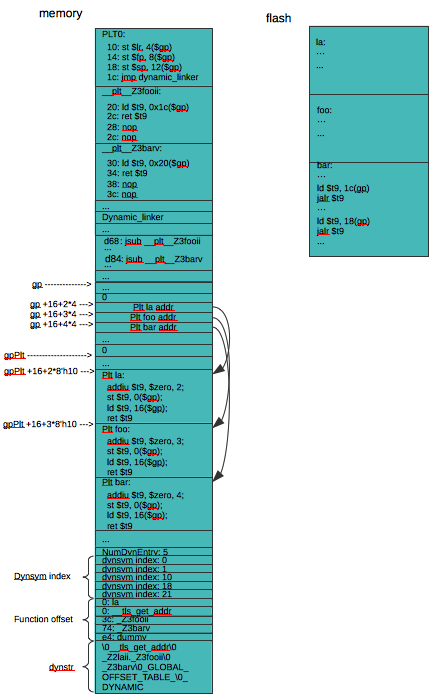 memory
PLT0:
10: st $lr, 4($gp)
14: st $fp, 8($gp)
18: st $sp, 12($gp)
1c: jmp dynamic_linker
__plt__Z3fooii:
20: ld $t9, 0x1c($gp)
2c: ret $t9
28: nop
2c: nop
__plt__Z3barv:
30: ld $t9, 0x20($gp)
34: ret $t9
38: nop
3c: nop
...
Dynamic_linker
...
d68: jsub __plt__Z3fooii
...
d84: jsub __plt__Z3barv
...
gp -------------->
...
0
gp +16+2*4 --->
Plt la addr
gp +16+3*4 --->
Plt foo addr
gp +16+4*4 --->
Plt bar addr
...
gpPlt ------------------->
0
...
gpPlt +16+2*8'h10 --->
Plt la:
addiu $t9, $zero, 2;
st $t9, 0($gp);
ld $t9, 16($gp);
ret $t9
gpPlt +16+3*8'h10 --->
Plt foo:
addiu $t9, $zero, 3;
st $t9, 0($gp);
ld $t9, 16($gp);
ret $t9
Plt bar:
addiu $t9, $zero, 4;
st $t9, 0($gp);
ld $t9, 16($gp);
ret $t9
...
NumDynEntry: 5
Dynsym index
dynsym index: 0
dynsym index: 1
dynsym index: 10
dynsym index: 18
dynsym index: 21
Function offset
0: la
0: __tls_get_addr
3c: _Z3fooii
74: _Z3barv
e4: dummy
dynstr
\0__tls_get_addr\0
_Z2laii._Z3fooii\0
_Z3barv\0_GLOBAL_
OFFSET_TABLE_\0_
DYNAMIC
flash
la:
...
...
foo:
...
...
bar:
...
ld $t9, 1c(gp)
jalr $t9
...
ld $t9, 18(gp)
jalr $t9
...